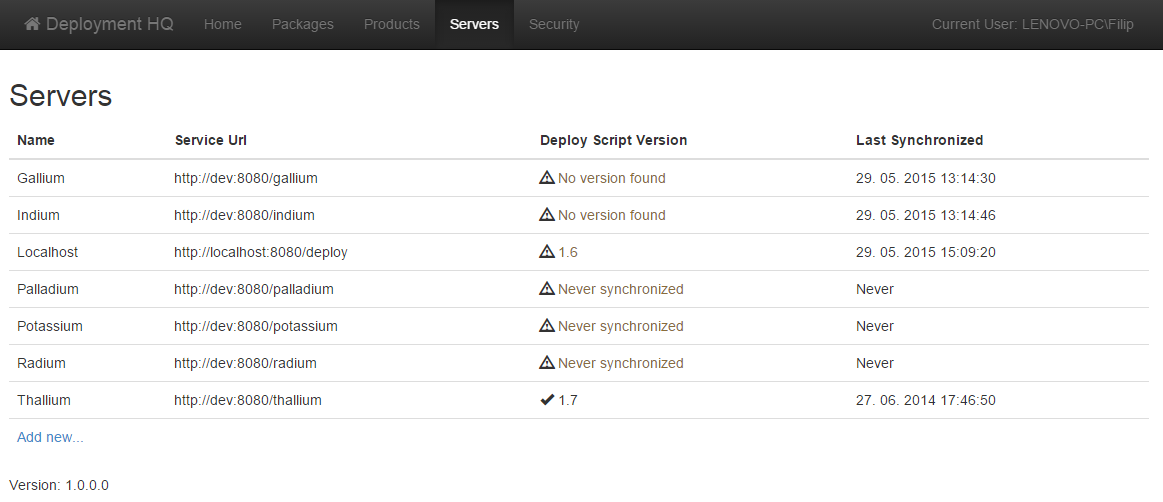 Deployment HQ Home Packages Products Servers Security Current User: LENOVO-PC\Filip
Servers
Name Service Url Deploy Script Version Last Synchronized
Gallium http://dev:8080/gallium No version found 29. 05. 2015 13:14:30
Indium http://dev:8080/indium No version found 29. 05. 2015 13:14:46
Localhost http://localhost:8080/deploy 1.6 29. 05. 2015 15:09:20
Palladium http://dev:8080/palladium Never synchronized Never
Potassium http://dev:8080/potassium Never synchronized Never
Radium http://dev:8080/radium Never synchronized Never
Thallium http://dev:8080/thallium 1.7 27. 06. 2014 17:46:50
Add new...
Version: 1.0.0.0